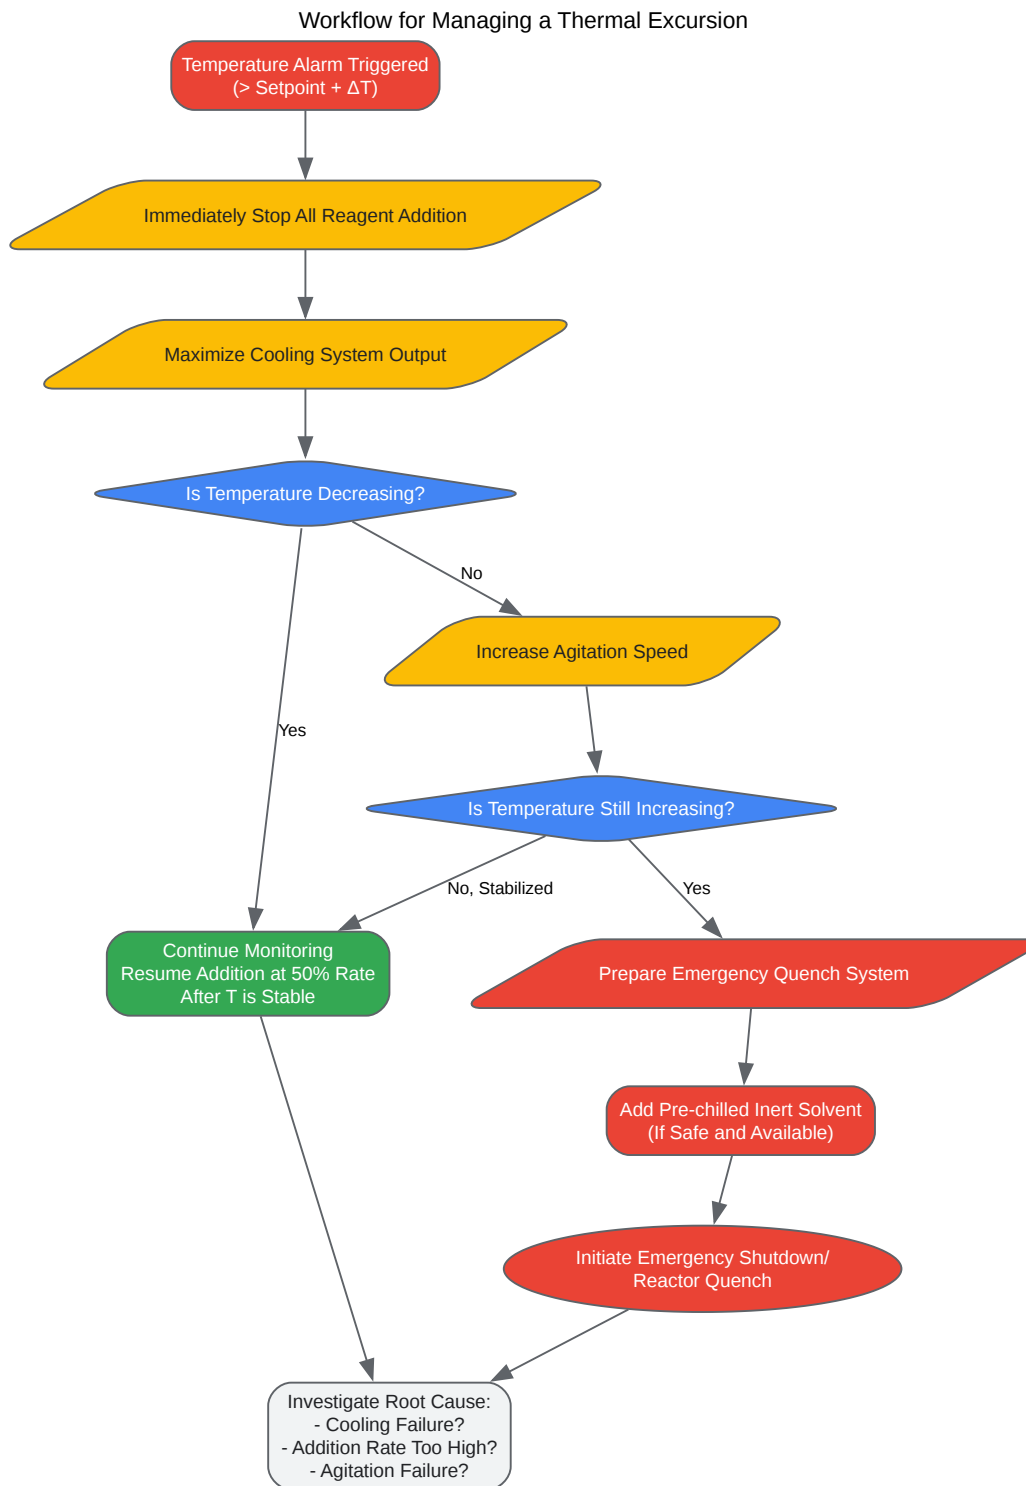 Workflow for Managing a Thermal Excursion
Temperature Alarm Triggered
(> Setpoint + ΔT)
Immediately Stop All Reagent Addition
Maximize Cooling System Output
Is Temperature Decreasing?
No
Increase Agitation Speed
Yes
Is Temperature Still Increasing?
No, Stabilized
Yes
Continue Monitoring
Resume Addition at 50% Rate
After T is Stable
Prepare Emergency Quench System
Add Pre-chilled Inert Solvent
(If Safe and Available)
Initiate Emergency Shutdown/
Reactor Quench
Investigate Root Cause:
- Cooling Failure?
- Addition Rate Too High?
- Agitation Failure?